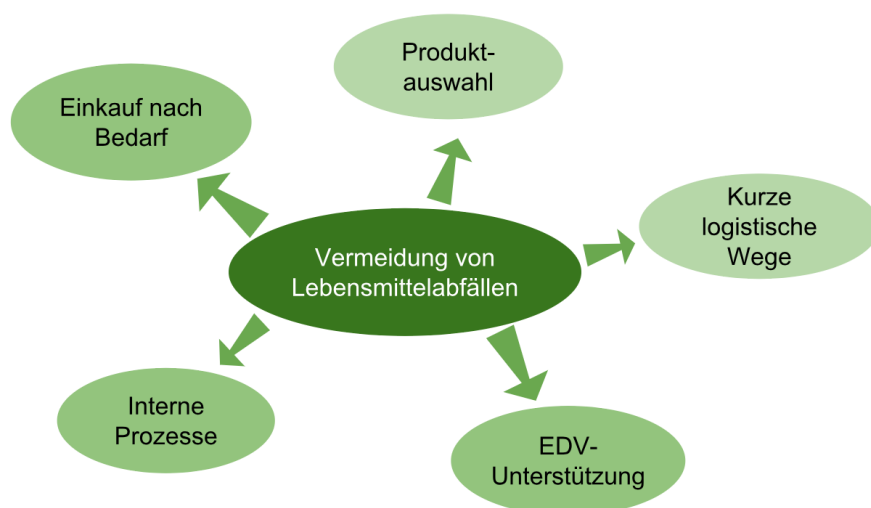 Produkt-
auswahl
Einkauf nach
Bedarf
Kurze
logistische
Wege
Vermeidung von
Lebensmittelabfällen
Interne
Prozesse
EDV-
Unterstützung